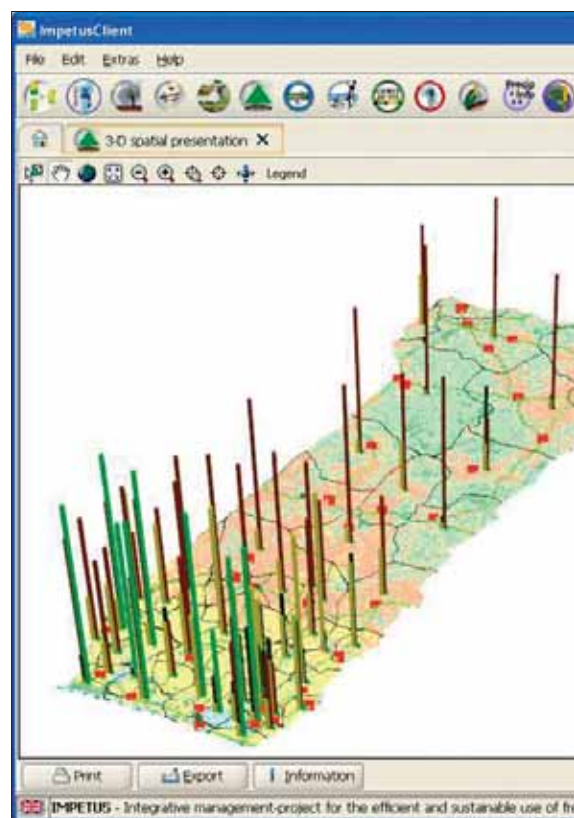 ImpetusClient
File Edit Extras Help
3-D spatial presentation
Legend
Print Export Information
IMPETUS - Integrative management-project for the efficient and sustainable use of fre